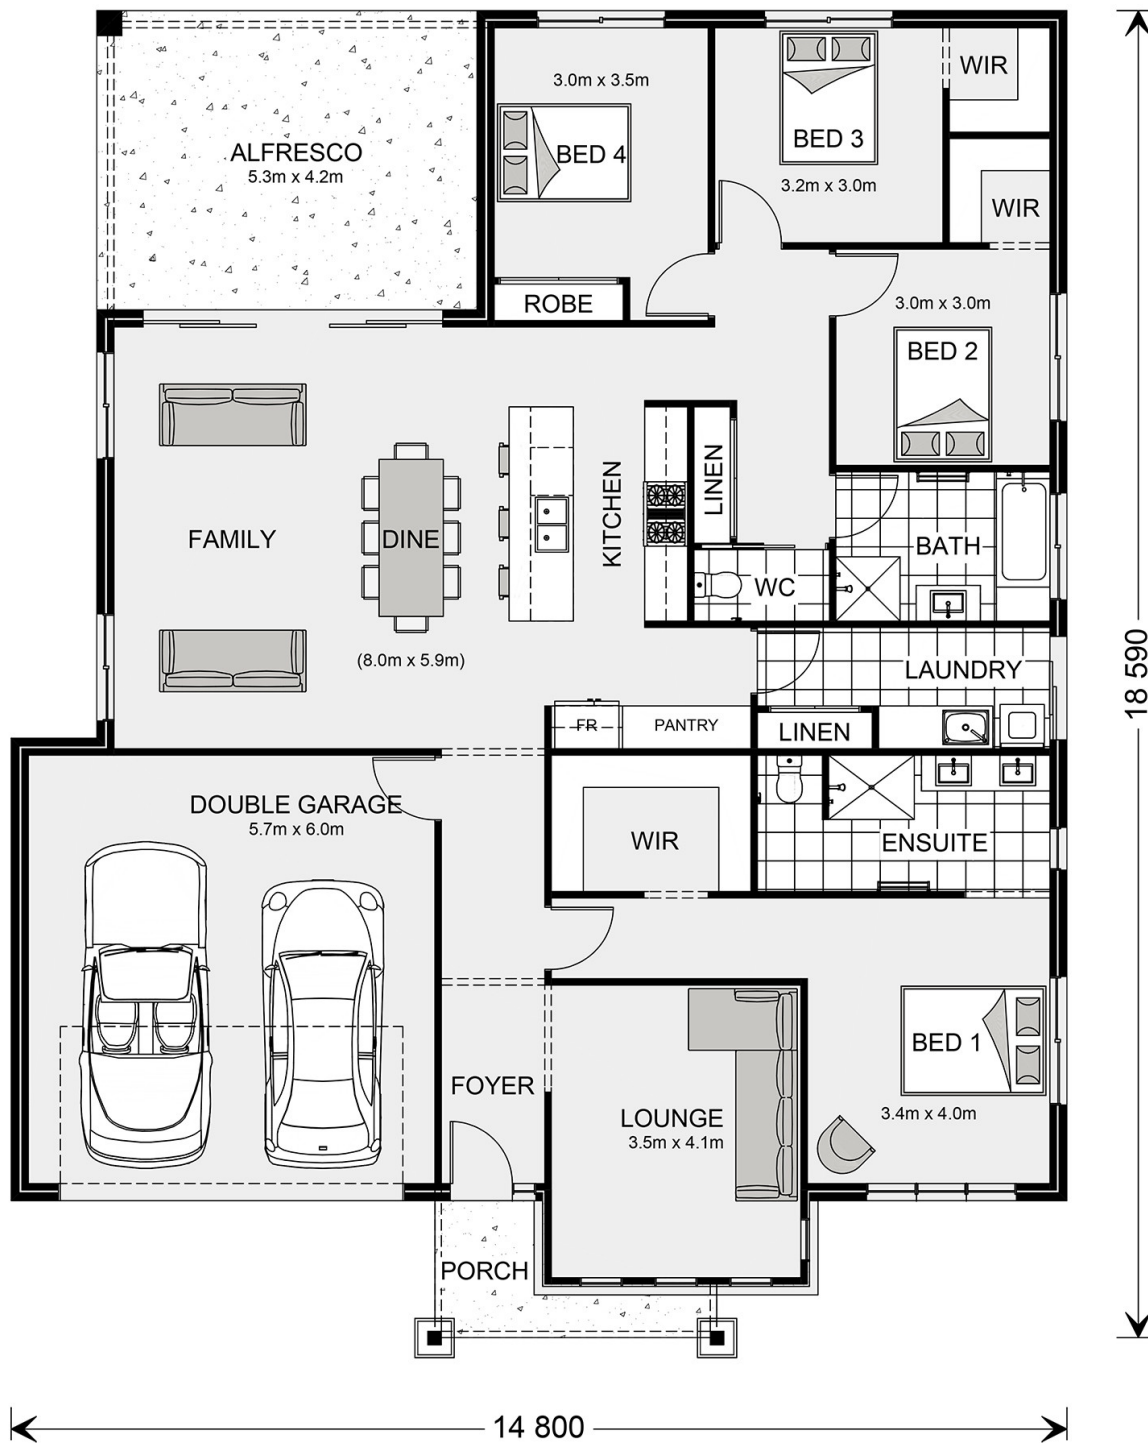 WIR
3.0m x 3.5m
BED 3
ALFRESCO
BED 4
5.3m x 4.2m
3.2m x 3.0m
WIR
ROBE
3.0m x 3.0m
BED 2
LINEN
KITCHEN
FAMILY
DINE
BATH
WC
(8.0m x 5.9m)
LAUNDRY
18 590
FR
PANTRY
LINEN
DOUBLE GARAGE
5.7m x 6.0m
WIR
ENSUITE
BED 1
FOYER
LOUNGE
3.4m x 4.0m
3.5m x 4.1m
PORCH
14 800